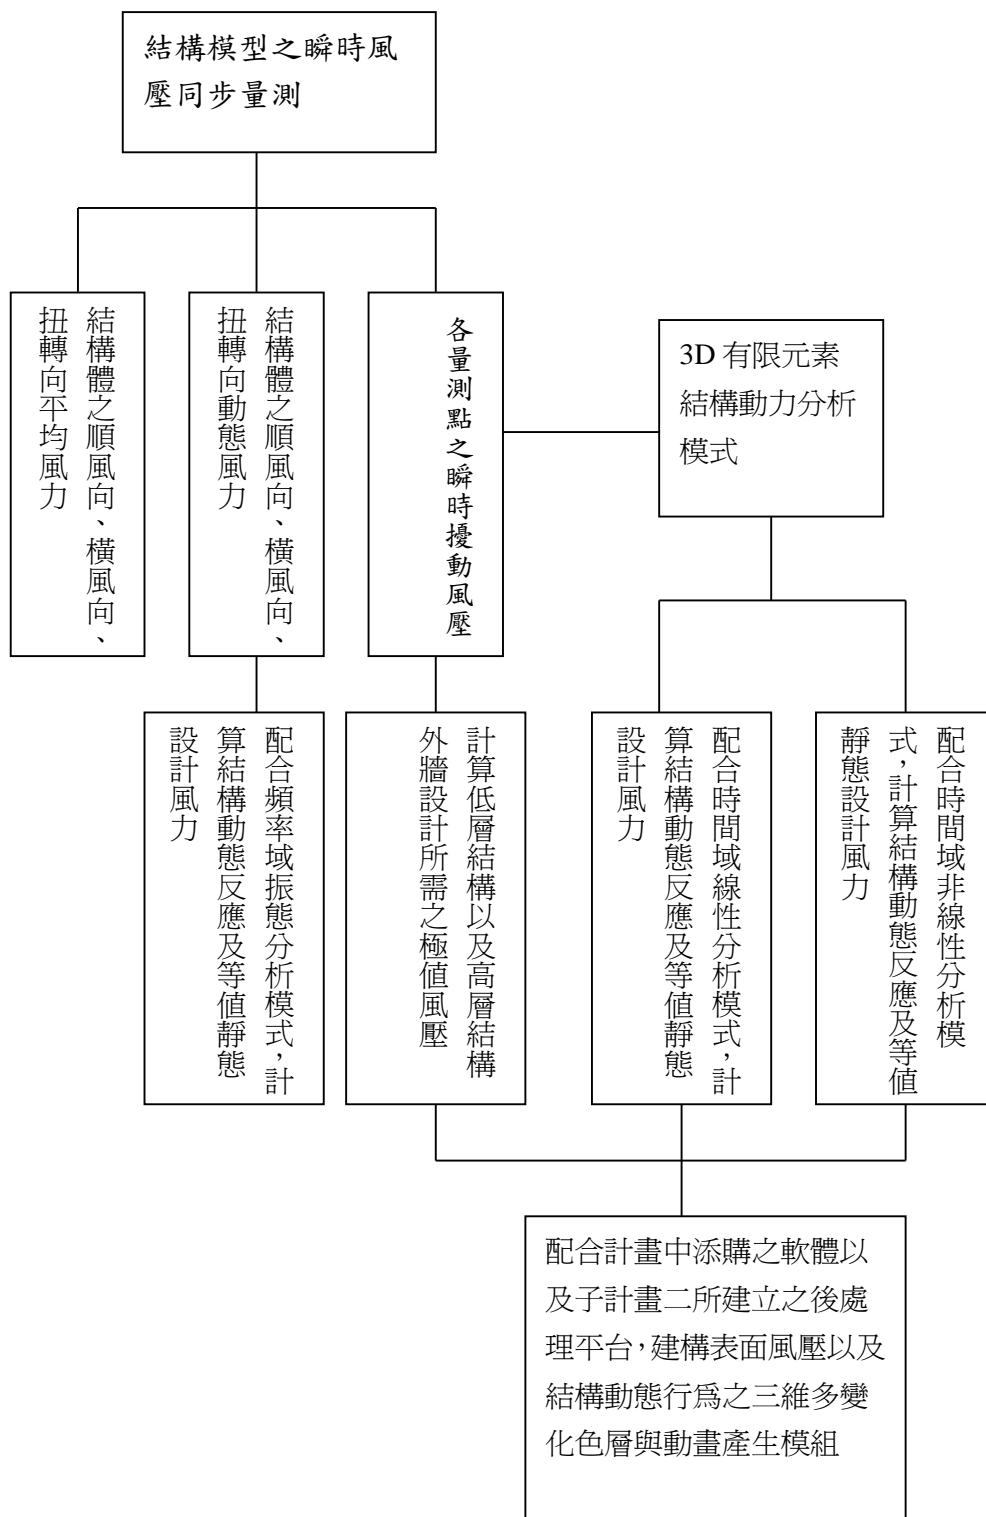 結構模型之瞬時風
壓同步量測
結構體之順風向、橫風向、
扭轉向平均風力
結構體之順風向、橫風向、
扭轉向動態風力
各量測點之瞬時擾動風壓
3D 有限元素
結構動力分析
模式
配合頻率域振態分析模式，計
算結構動態反應及等值靜態
設計風力
計算低層結構以及高層結構
外牆設計所需之極值風壓
配合時間域線性分析模式，計
算結構動態反應及等值靜態
設計風力
配合時間域非線性分析模
式，計算結構動態反應及等值
靜態設計風力
配合計畫中添購之軟體以
及子計畫二所建立之後處
理平台，建構表面風壓以及
結構動態行為之三維多變
化色層與動畫產生模組